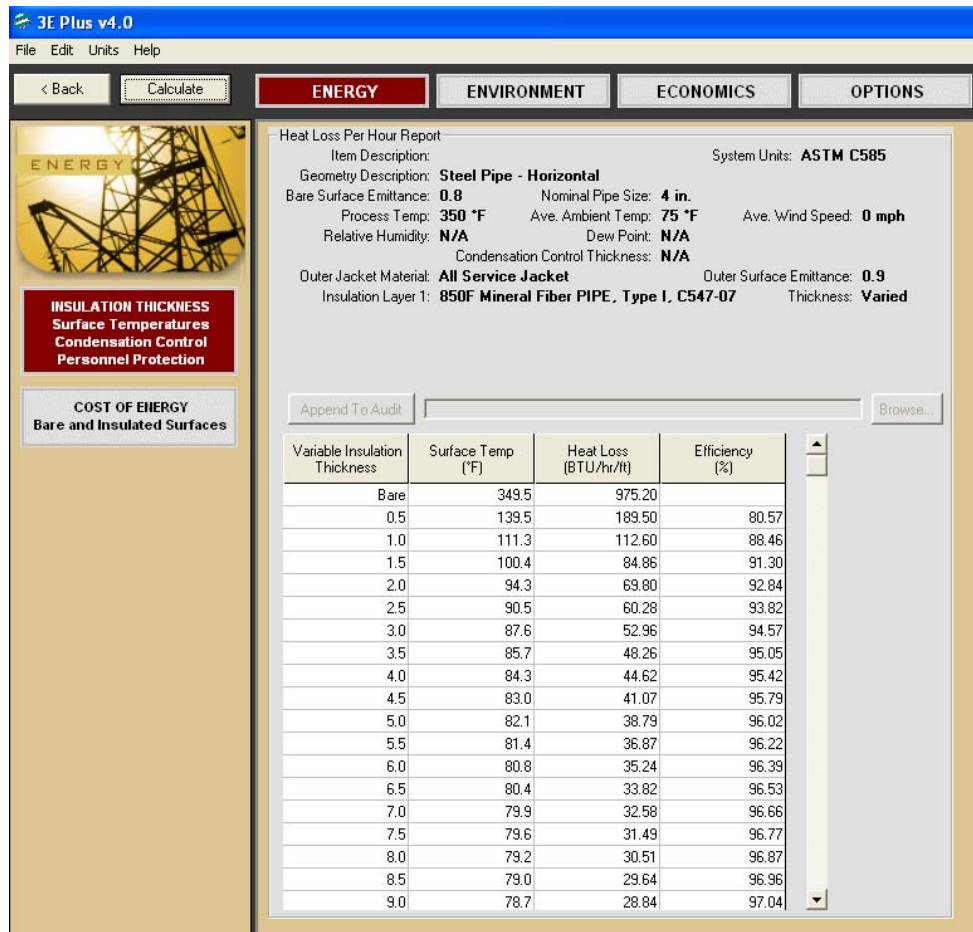 3E Plus v4.0
File Edit Units Help
< Back Calculate ENERGY ENVIRONMENT ECONOMICS OPTIONS
ENERGY
INSULATION THICKNESS
Surface Temperatures
Condensation Control
Personnel Protection
COST OF ENERGY
Bare and Insulated Surfaces
Heat Loss Per Hour Report
Item Description: System Units: ASTM C585
Geometry Description: Steel Pipe - Horizontal
Bare Surface Emittance: 0.8 Nominal Pipe Size: 4 in.
Process Temp: 350 *F Ave. Ambient Temp: 75 *F Ave. Wind Speed: 0 mph
Relative Humidity: N/A Dew Point: N/A
Condensation Control Thickness: N/A
Outer Jacket Material: All Service Jacket Outer Surface Emittance: 0.9
Insulation Layer 1: 850F Mineral Fiber PIPE, Type I, C547-07 Thickness: Varied
Append To Audit Browse...
Variable Insulation Surface Temp Heat Loss Efficiency
Thickness (°F) (BTU/hr/ft) (%)
Bare 349.5 975.20
0.5 139.5 189.50 80.57
1.0 111.3 112.60 88.46
1.5 100.4 84.86 91.30
2.0 94.3 69.80 92.84
2.5 90.5 60.28 93.82
3.0 87.6 52.96 94.57
3.5 85.7 48.26 95.05
4.0 84.3 44.62 95.42
4.5 83.0 41.07 95.79
5.0 82.1 38.79 96.02
5.5 81.4 36.87 96.22
6.0 80.8 35.24 96.39
6.5 80.4 33.82 96.53
7.0 79.9 32.58 96.66
7.5 79.6 31.49 96.77
8.0 79.2 30.51 96.87
8.5 79.0 29.64 96.96
9.0 78.7 28.84 97.04